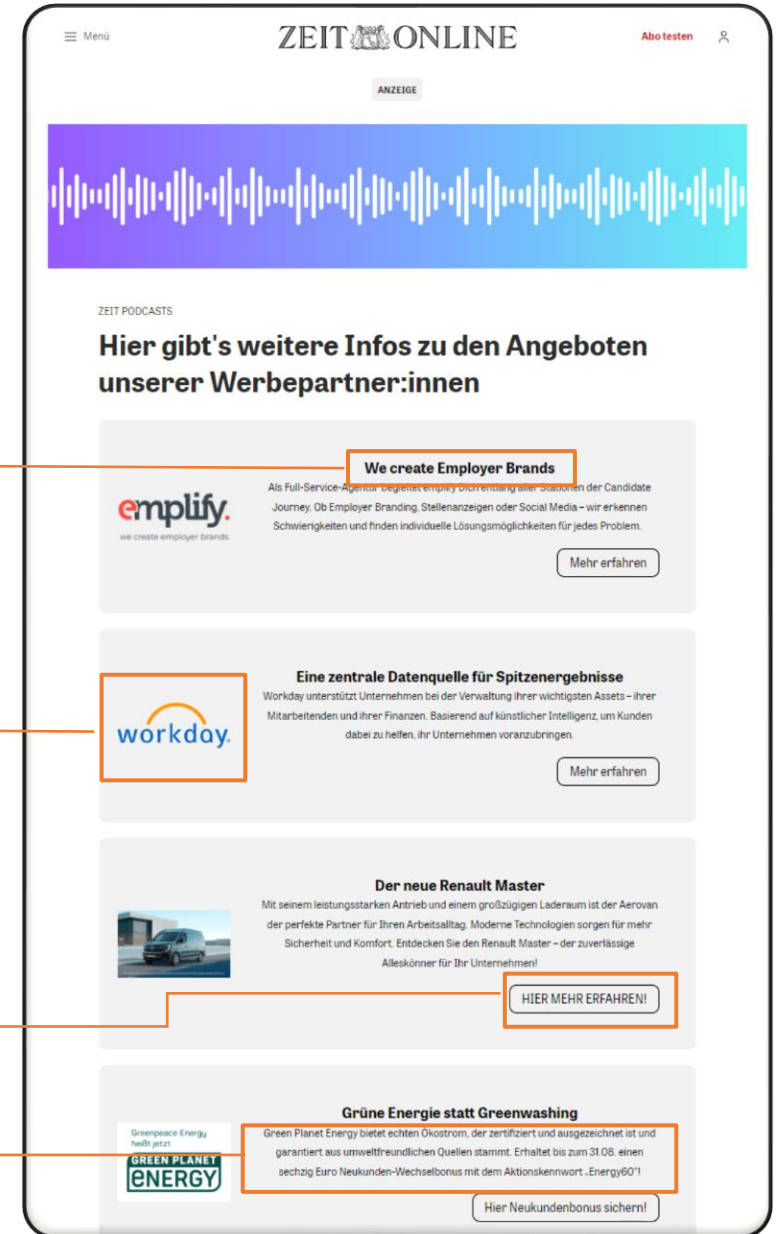 Menü
ZEIT ONLINE
Abo testen
ANZEIGE
ZEIT PODCASTS
Hier gibt's weitere Infos zu den Angeboten
unserer Werbepartner:innen
emplify.
we create employer brands.
We create Employer Brands
Als Full-Service-Agentur begleitet emplify Dich entlang aller Stationen der Candidate
Journey. Ob Employer Branding, Stellenanzeigen oder Social Media – wir erkennen
Schwierigkeiten und finden individuelle Lösungsmöglichkeiten für jedes Problem.
Mehr erfahren
workday.
Eine zentrale Datenquelle für Spitzenergebnisse
Workday unterstützt Unternehmen bei der Verwaltung ihrer wichtigsten Assets – ihrer
Mitarbeitenden und ihrer Finanzen. Basierend auf künstlicher Intelligenz, um Kunden
dabei zu helfen, ihr Unternehmen voranzubringen.
Mehr erfahren
Der neue Renault Master
Mit seinem leistungsstarken Antrieb und einem großzügigen Laderaum ist der Aerovan
der perfekte Partner für Ihren Arbeitsalltag. Moderne Technologien sorgen für mehr
Sicherheit und Komfort. Entdecken Sie den Renault Master – der zuverlässige
Alleskönner für Ihr Unternehmen!
HIER MEHR ERFAHREN!
Greenpeace Energy
heißt jetzt
GREEN PLANET
ENERGY
Grüne Energie statt Greenwashing
Green Planet Energy bietet echten Ökostrom, der zertifiziert und ausgezeichnet ist und
garantiert aus umweltfreundlichen Quellen stammt. Erhaltet bis zum 31.08. einen
sechzig Euro Neukunden-Wechselbonus mit dem Aktionskennwort „Energy60"!
Hier Neukundenbonus sichern!